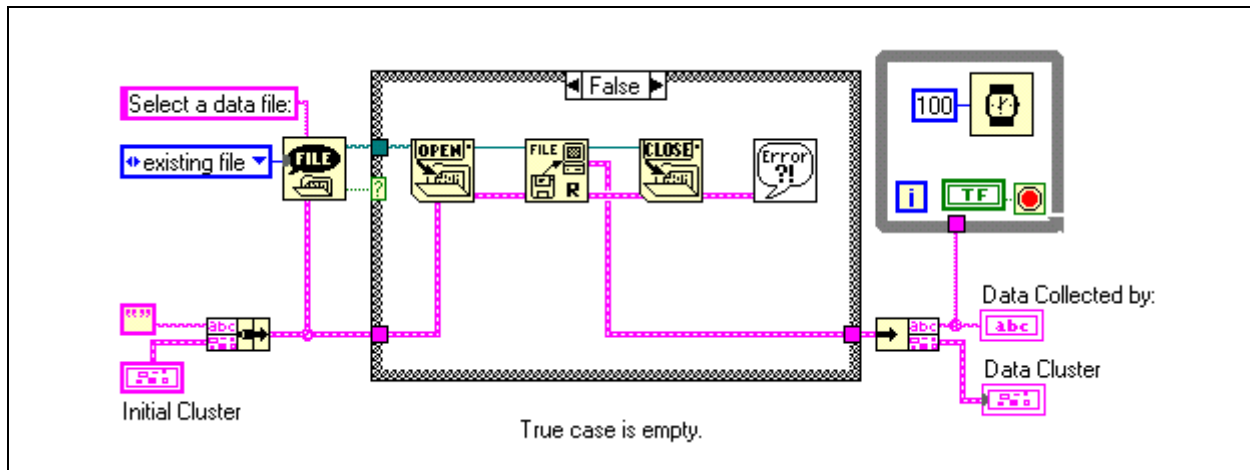 Select a data file:
existing file
FILE
?
False
OPEN
FILE
R
CLOSE
Error
?!
100
i
TF
""
abc
Initial Cluster
abc
Data Collected by:
abc
Data Cluster
True case is empty.